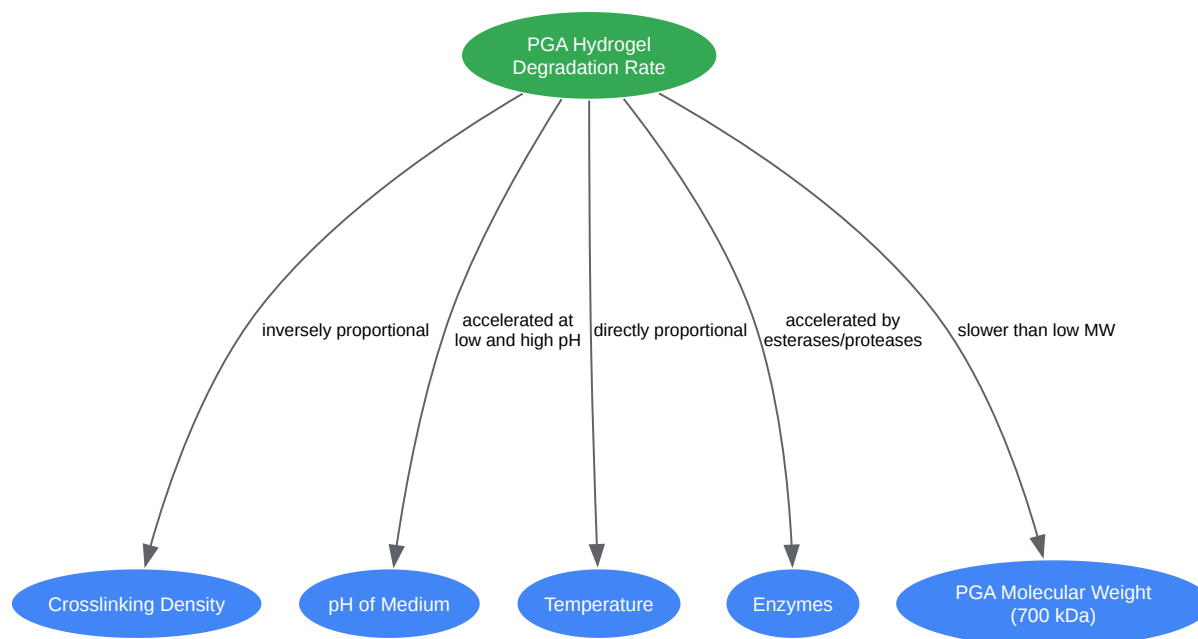 PGA Hydrogel
Degradation Rate
inversely proportional
accelerated at
low and high pH
directly proportional
accelerated by
esterases/proteases
slower than low MW
Crosslinking Density
pH of Medium
Temperature
Enzymes
PGA Molecular Weight
(700 kDa)